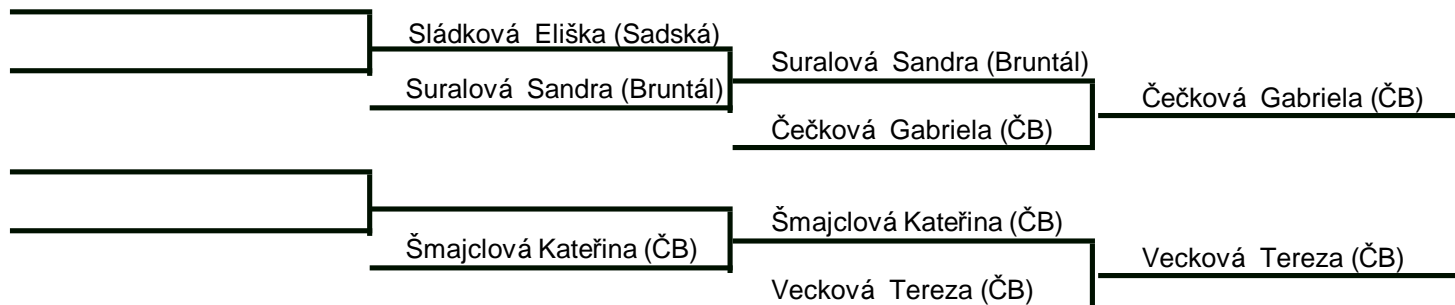 Sládková Eliška (Sadská)
Suralová Sandra (Bruntál)
Suralová Sandra (Bruntál)
Čečková Gabriela (ČB)
Čečková Gabriela (ČB)
Šmajclová Kateřina (ČB)
Šmajclová Kateřina (ČB)
Vecková Tereza (ČB)
Vecková Tereza (ČB)